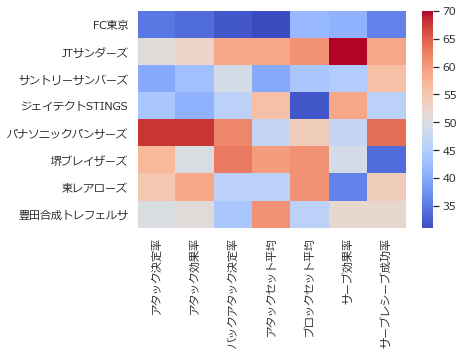 FC東京
JTサンダーズ
サントリーサンバーズ
ジェイテクトSTINGS
パナソニックパンサーズ
堺ブレイザーズ
東レアローズ
豊田合成トレフェルサ
アタック決定率
アタック効果率
バックアタック決定率
アタックセット平均
ブロックセット平均
サーブ効果率
サーブレシーブ成功率
70
65
60
55
50
45
40
35